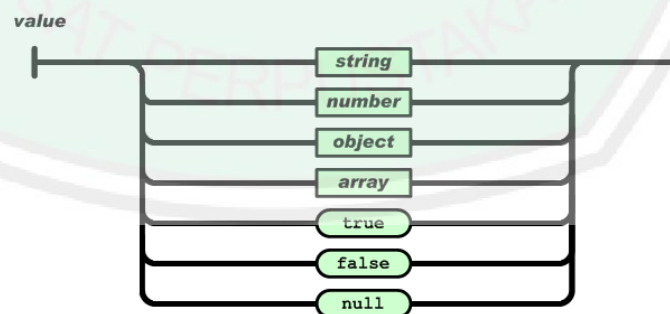 value
string
number
object
array
true
false
null